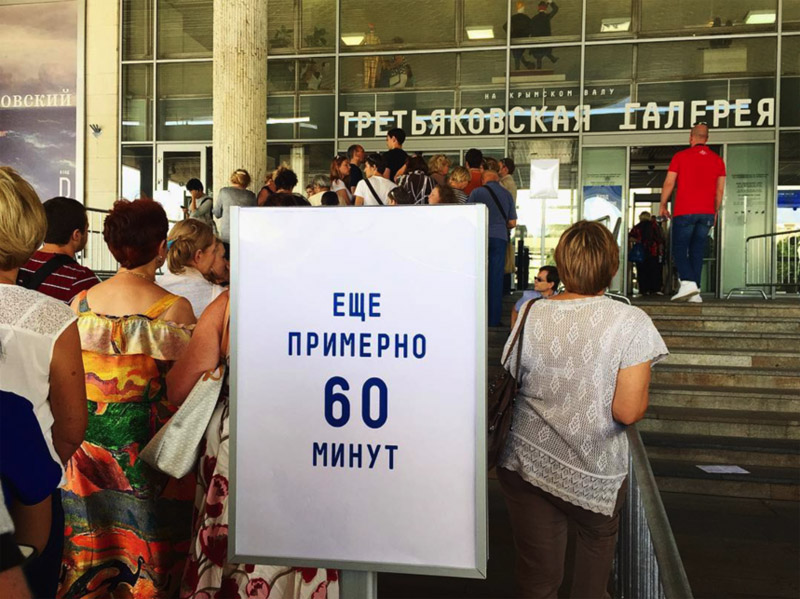 ОВСКИЙ
НА КРЫМСКОМ ВАЛУ
ТРЕТЬЯКОВСКАЯ ГАЛЕРЕЯ
ЕЩЕ
ПРИМЕРНО
60
МИНУТ